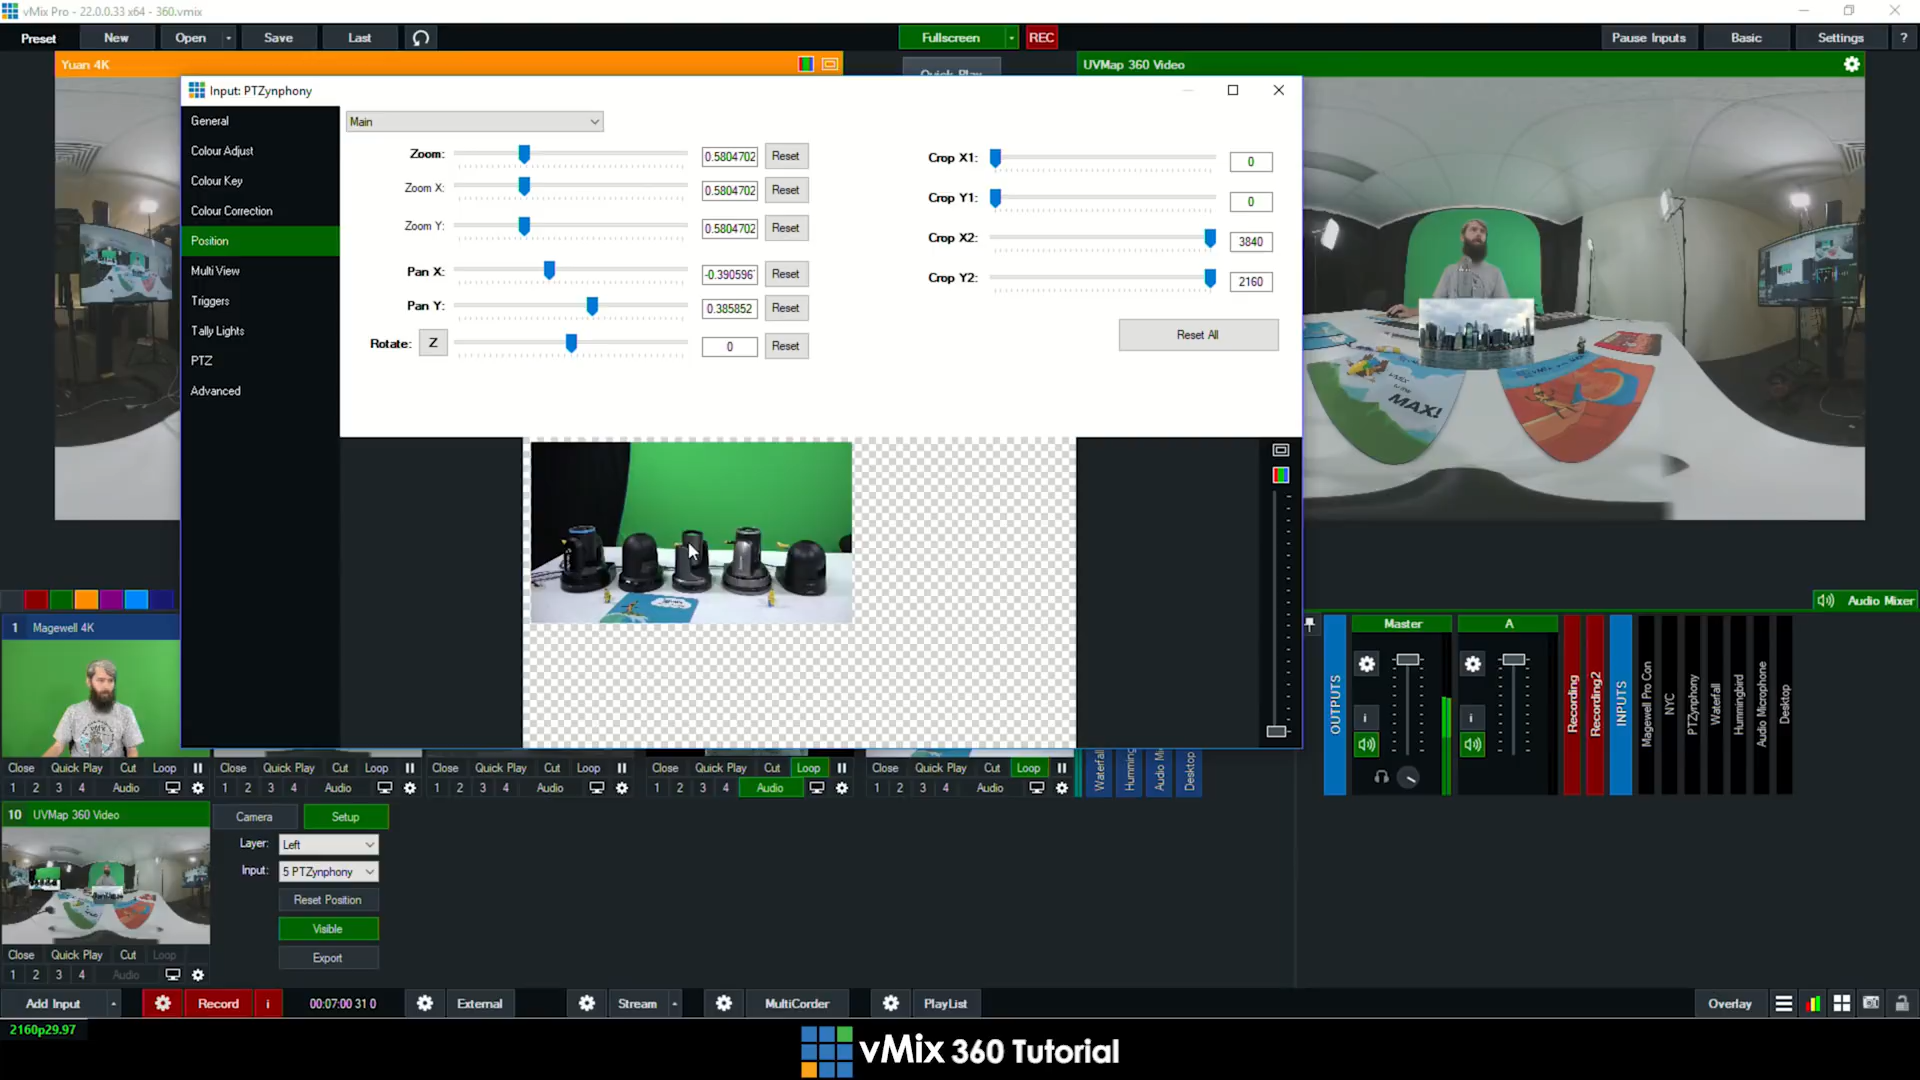 vMix Pro - 22.0.0.33 x64 - 360.vmix
Preset
New
Open
Save
Last
Fullscreen
REC
Pause Inputs
Basic
Settings
?
Yuan 4K
Quick Play
UVMap 360 Video
Input: PTZynphony
General
Colour Adjust
Colour Key
Colour Correction
Position
Multi View
Triggers
Tally Lights
PTZ
Advanced
Main
Zoom:
0.5804702
Reset
Zoom X:
0.5804702
Reset
Zoom Y:
0.5804702
Reset
Pan X:
-0.390596
Reset
Pan Y:
0.385852
Reset
Rotate:
Z
0
Reset
Crop X1:
0
Crop Y1:
0
Crop X2:
3840
Crop Y2:
2160
Reset All
MAX!
Audio Mixer
1 Magewell 4K
Master
A
OUTPUTS
Recording
Recording2
INPUTS
Magewell Pro Con
NYC
PTZynphony
Waterfall
Hummingbird
Audio Microphone
Desktop
Close Quick Play Cut Loop
1 2 3 4 Audio
Close Quick Play Cut Loop
1 2 3 4 Audio
Close Quick Play Cut Loop
1 2 3 4 Audio
Close Quick Play Cut Loop
1 2 3 4 Audio
Close Quick Play Cut Loop
1 2 3 4 Audio
Waterfall
Audio Mi
Desktop
10 UVMap 360 Video
Camera
Setup
Layer:
Left
Input:
5 PTZynphony
Reset Position
Visible
Export
Close Quick Play Cut Loop
1 2 3 4 Audio
Add Input
Record
i
00:07:00 31 0
External
Stream
MultiCorder
PlayList
Overlay
2160p29.97
vMix 360 Tutorial